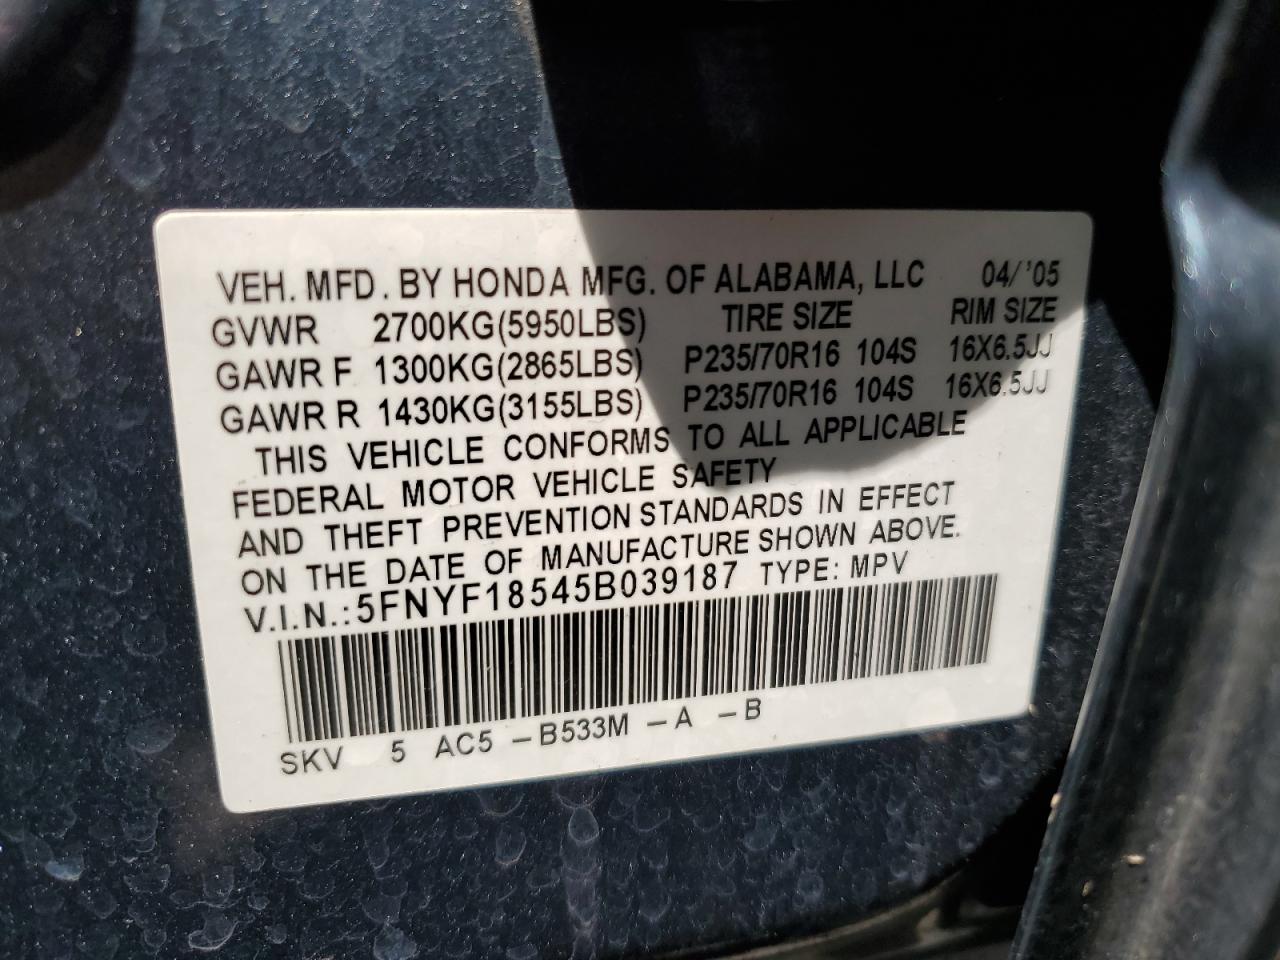 VEH. MFD. BY HONDA MFG. OF ALABAMA, LLC 04/'05
GVWR 2700KG(5950LBS) TIRE SIZE RIM SIZE
GAWR F 1300KG(2865LBS) P235/70R16 104S 16X6.5JJ
GAWR R 1430KG(3155LBS) P235/70R16 104S 16X6.5JJ
THIS VEHICLE CONFORMS TO ALL APPLICABLE
FEDERAL MOTOR VEHICLE SAFETY
AND THEFT PREVENTION STANDARDS IN EFFECT
ON THE DATE OF MANUFACTURE SHOWN ABOVE.
V.I.N.:5FNYF18545B039187 TYPE: MPV
SKV 5 AC5 -B533M -A -B